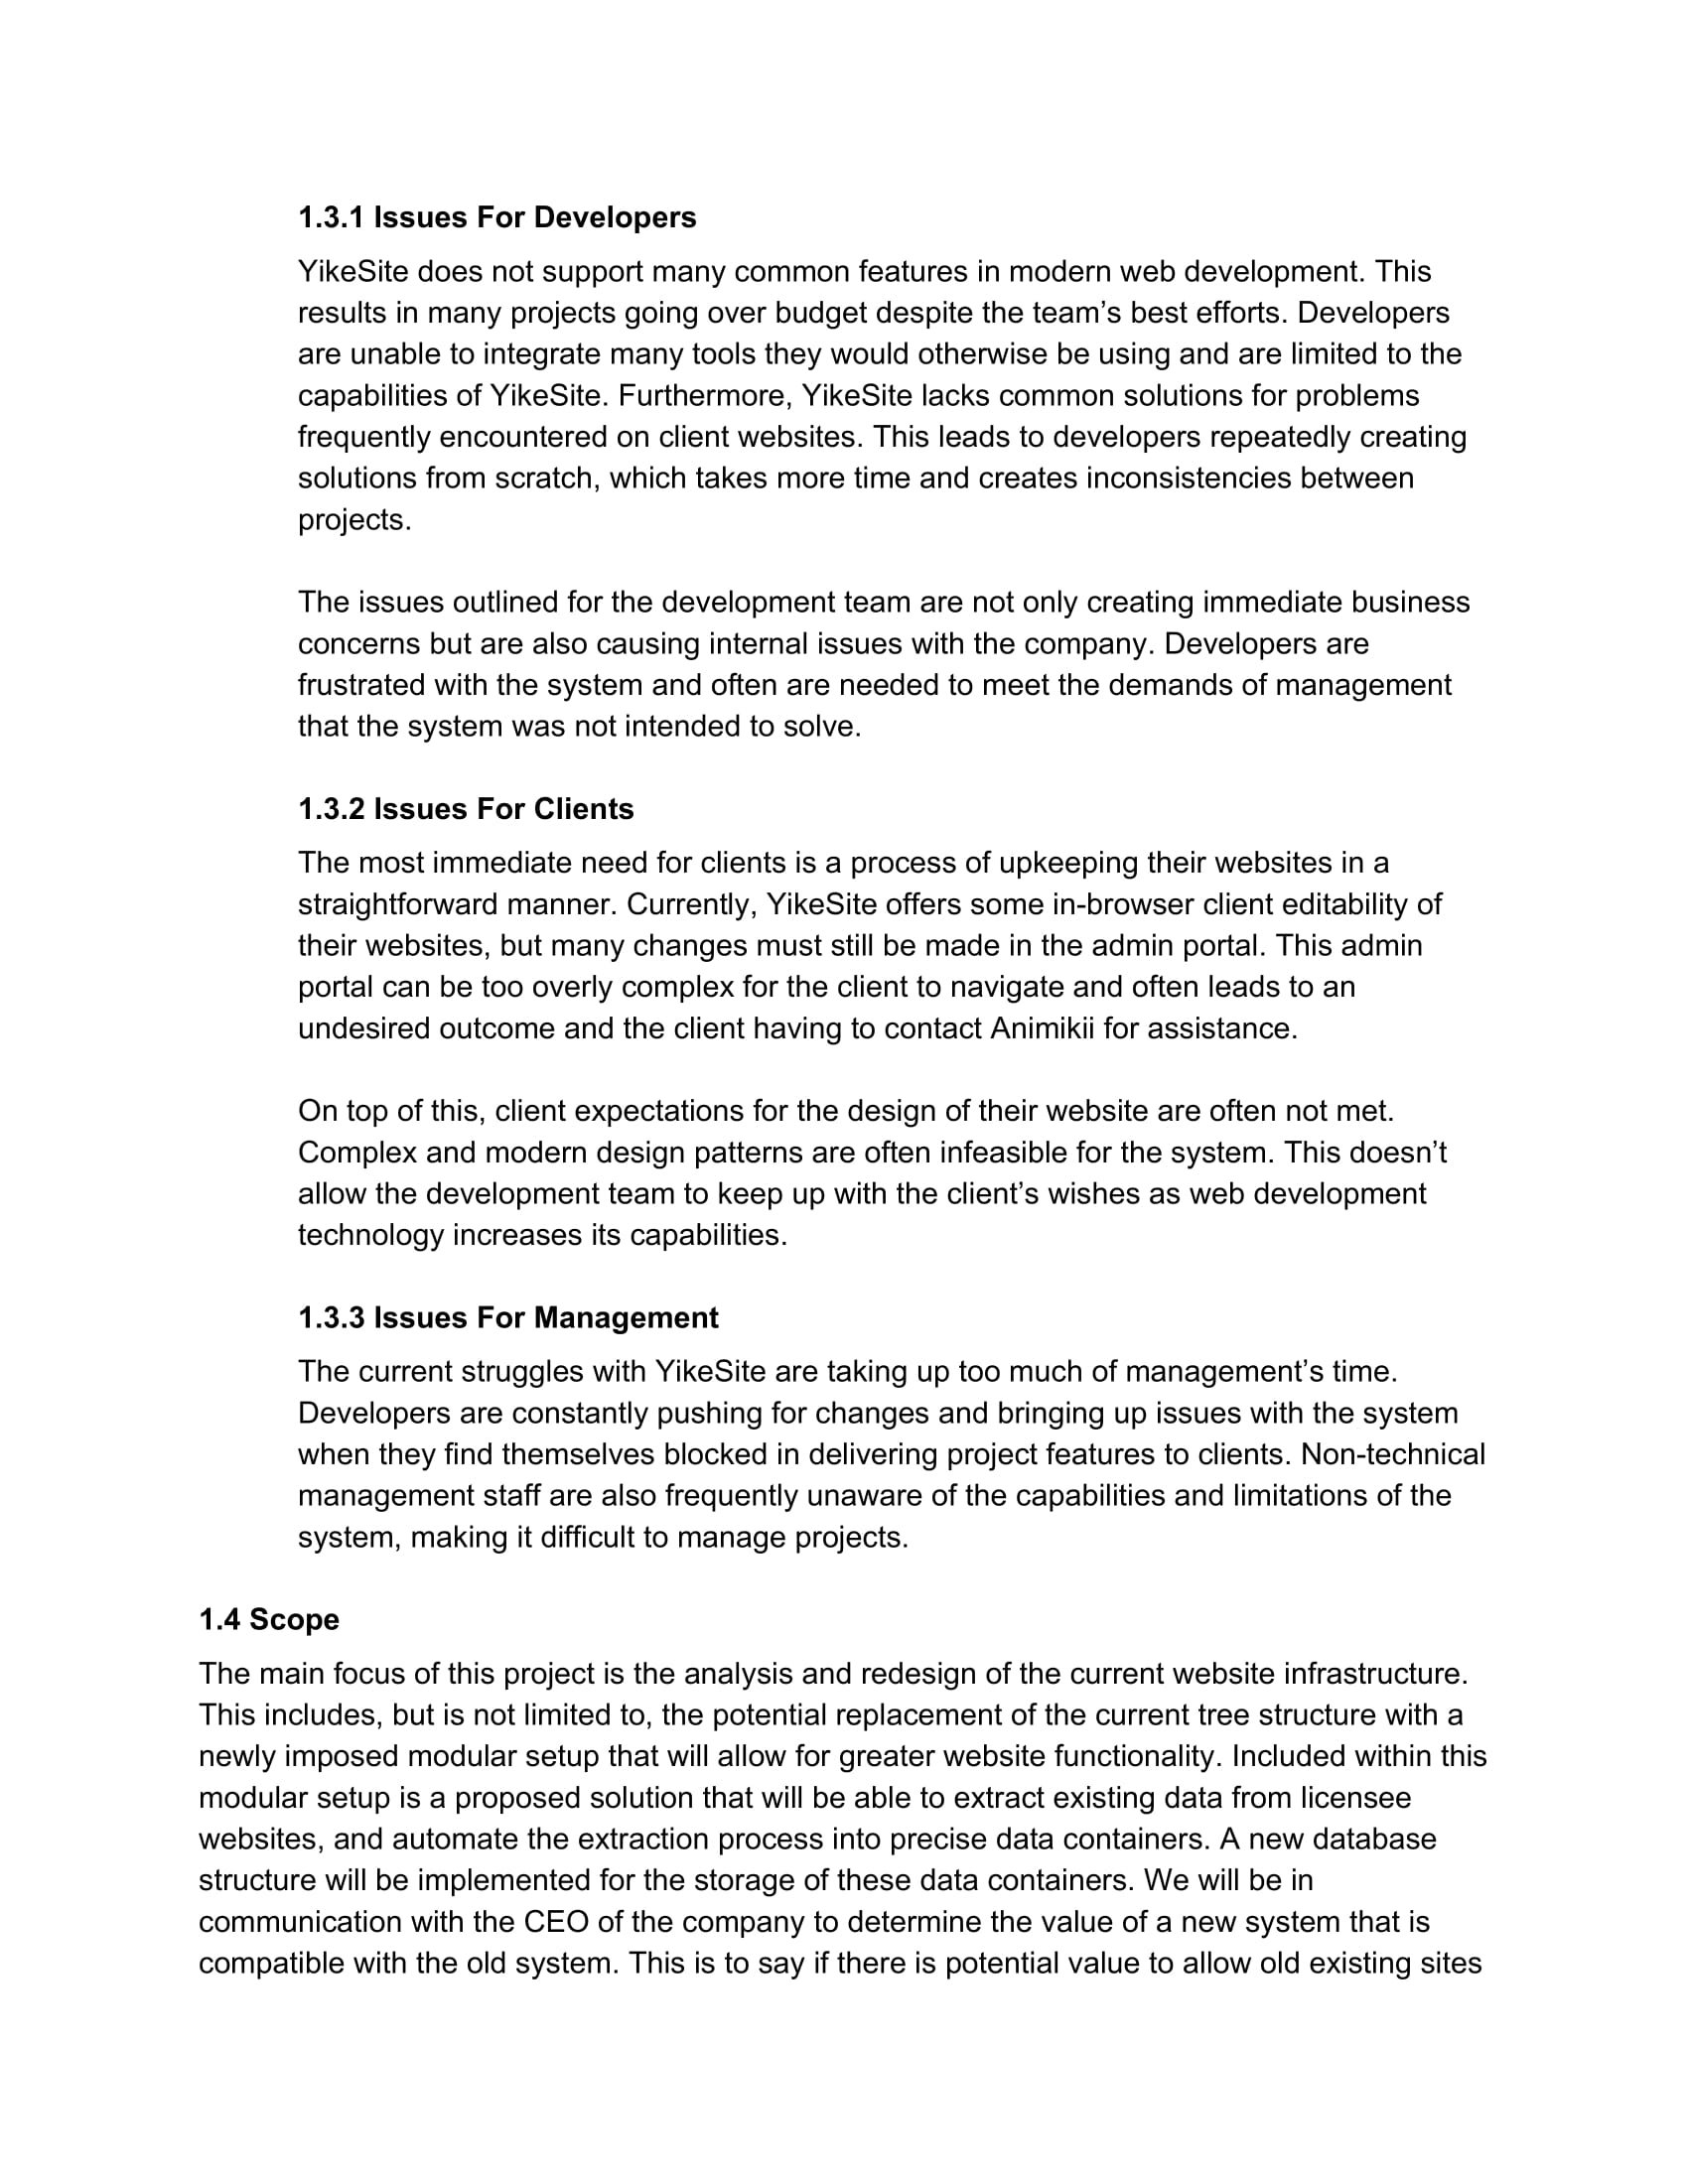 1.3.1 Issues For Developers
YikeSite does not support many common features in modern web development. This
results in many projects going over budget despite the team’s best efforts. Developers
are unable to integrate many tools they would otherwise be using and are limited to the
capabilities of YikeSite. Furthermore, YikeSite lacks common solutions for problems
frequently encountered on client websites. This leads to developers repeatedly creating
solutions from scratch, which takes more time and creates inconsistencies between
projects.
The issues outlined for the development team are not only creating immediate business
concerns but are also causing internal issues with the company. Developers are
frustrated with the system and often are needed to meet the demands of management
that the system was not intended to solve.
1.3.2 Issues For Clients
The most immediate need for clients is a process of upkeeping their websites in a
straightforward manner. Currently, YikeSite offers some in-browser client editability of
their websites, but many changes must still be made in the admin portal. This admin
portal can be too overly complex for the client to navigate and often leads to an
undesired outcome and the client having to contact Animikii for assistance.
On top of this, client expectations for the design of their website are often not met.
Complex and modern design patterns are often infeasible for the system. This doesn’t
allow the development team to keep up with the client’s wishes as web development
technology increases its capabilities.
1.3.3 Issues For Management
The current struggles with YikeSite are taking up too much of management’s time.
Developers are constantly pushing for changes and bringing up issues with the system
when they find themselves blocked in delivering project features to clients. Non-technical
management staff are also frequently unaware of the capabilities and limitations of the
system, making it difficult to manage projects.
1.4 Scope
The main focus of this project is the analysis and redesign of the current website infrastructure.
This includes, but is not limited to, the potential replacement of the current tree structure with a
newly imposed modular setup that will allow for greater website functionality. Included within this
modular setup is a proposed solution that will be able to extract existing data from licensee
websites, and automate the extraction process into precise data containers. A new database
structure will be implemented for the storage of these data containers. We will be in
communication with the CEO of the company to determine the value of a new system that is
compatible with the old system. This is to say if there is potential value to allow old existing sites